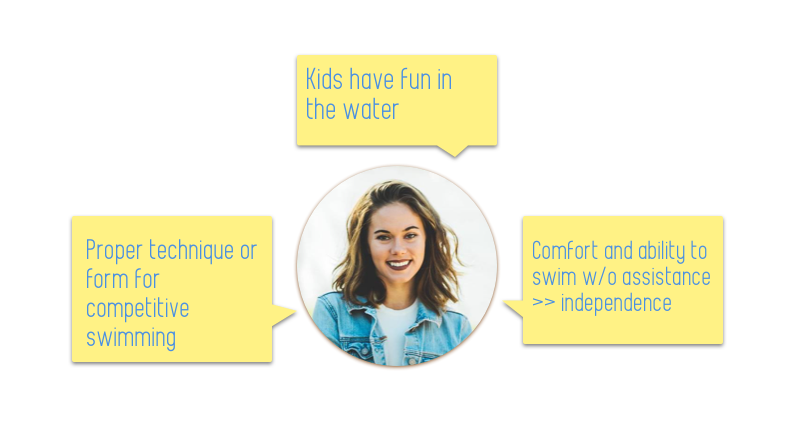 Kids have fun in
the water
Proper technique or
form for
competitive
swimming
Comfort and ability to
swim w/o assistance
>> independence